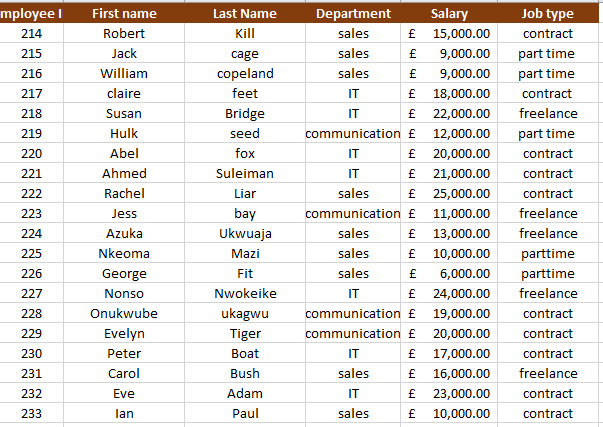 mployee I First name Last Name Department Salary Job type
214 Robert Kill sales £ 15,000.00 contract
215 Jack cage sales £ 9,000.00 part time
216 William copeland sales £ 9,000.00 part time
217 claire feet IT £ 18,000.00 contract
218 Susan Bridge IT £ 22,000.00 freelance
219 Hulk seed communication £ 12,000.00 part time
220 Abel fox IT £ 20,000.00 contract
221 Ahmed Suleiman IT £ 21,000.00 contract
222 Rachel Liar sales £ 25,000.00 contract
223 Jess bay communication £ 11,000.00 freelance
224 Azuka Ukwuaja sales £ 13,000.00 freelance
225 Nkeoma Mazi sales £ 10,000.00 parttime
226 George Fit sales £ 6,000.00 parttime
227 Nonso Nwokeike IT £ 24,000.00 freelance
228 Onukwube ukagwu communication £ 19,000.00 contract
229 Evelyn Tiger communication £ 20,000.00 contract
230 Peter Boat IT £ 17,000.00 contract
231 Carol Bush sales £ 16,000.00 freelance
232 Eve Adam IT £ 23,000.00 contract
233 Ian Paul sales £ 10,000.00 contract